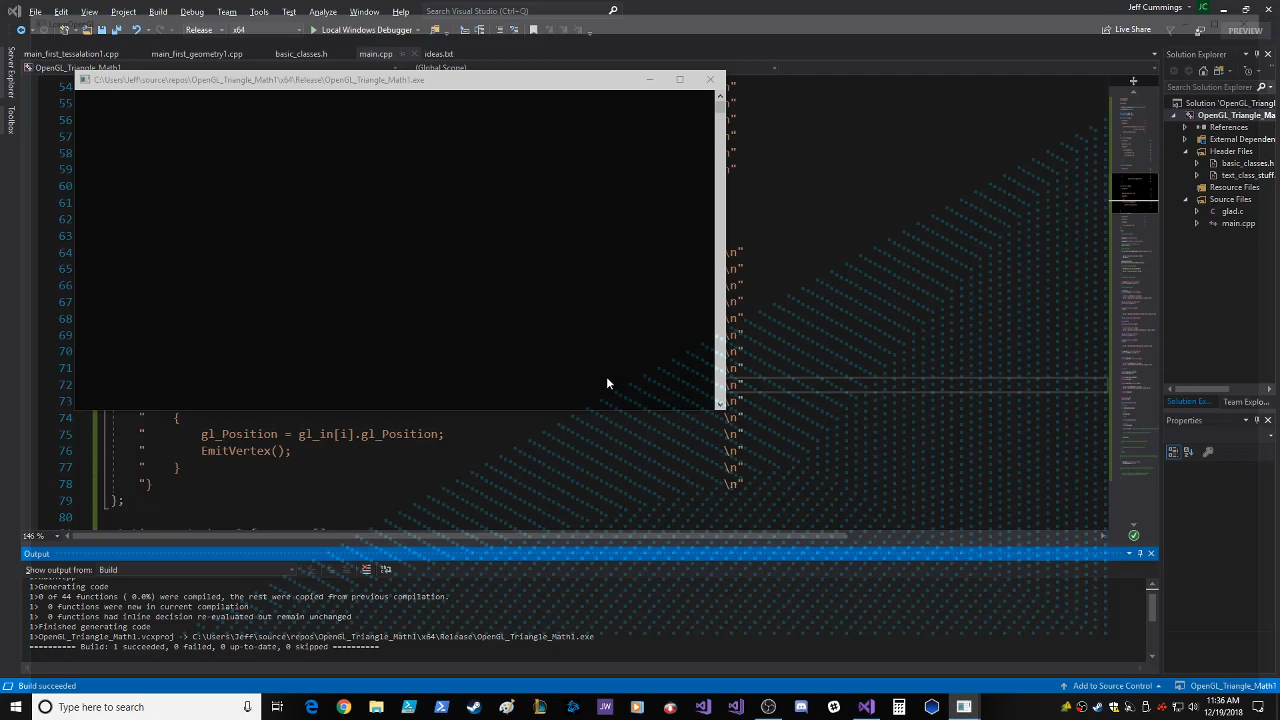 File Edit View Project Build Debug Team Tools Test Analyze Window Help Search Visual Studio (Ctrl+Q) Jeff Cummings JC
Release Local Windows Debugger Live Share PREVIEW
main_first_tessalation1.cpp main_first_geometry1.cpp basic_classes.h main.cpp ideas.txt
OpenGL_Triangle_Math1 (Global Scope)
Server Explorer
Toolbox
C:\Users\Jeff\source\repos\OpenGL_Triangle_Math1\x64\Release\OpenGL_Triangle_Math1.exe
54 \n"
55
56
57
58
59
60
61
62
63
64 \n"
65 \n"
66 \n"
67 \n"
68 \n"
69 \n"
70 \n"
71 \n"
72 \n"
73 \n"
74 " { \n"
75 " gl_Position = gl_in[i].gl_Position; \n"
76 " EmitVertex(); \n"
77 " } \n"
78 "} \n"
79 };
80
146 %
Output
Show output from: Build
1>Generating code
1>0 of 44 functions ( 0.0%) were compiled, the rest were copied from previous compilation.
1> 0 functions were new in current compilation
1> 0 functions had inline decision re-evaluated but remain unchanged
1>Finished generating code
1>OpenGL_Triangle_Math1.vcxproj -> C:\Users\Jeff\source\repos\OpenGL_Triangle_Math1\x64\Release\OpenGL_Triangle_Math1.exe
========== Build: 1 succeeded, 0 failed, 0 up-to-date, 0 skipped ==========
Solution Explorer
Search Solution Explorer
Solution 'OpenGL_Triangl
OpenGL_Triangle_M
References
External Dependen
Header Files
basic_classes.h
text_class_stuff.
Resource Files
Source Files
glad.c
main.cpp
Solution Ex... Team Explo...
Properties
Build succeeded Add to Source Control OpenGL_Triangle_Math1
Type here to search
11:36 AM
12/19/2018